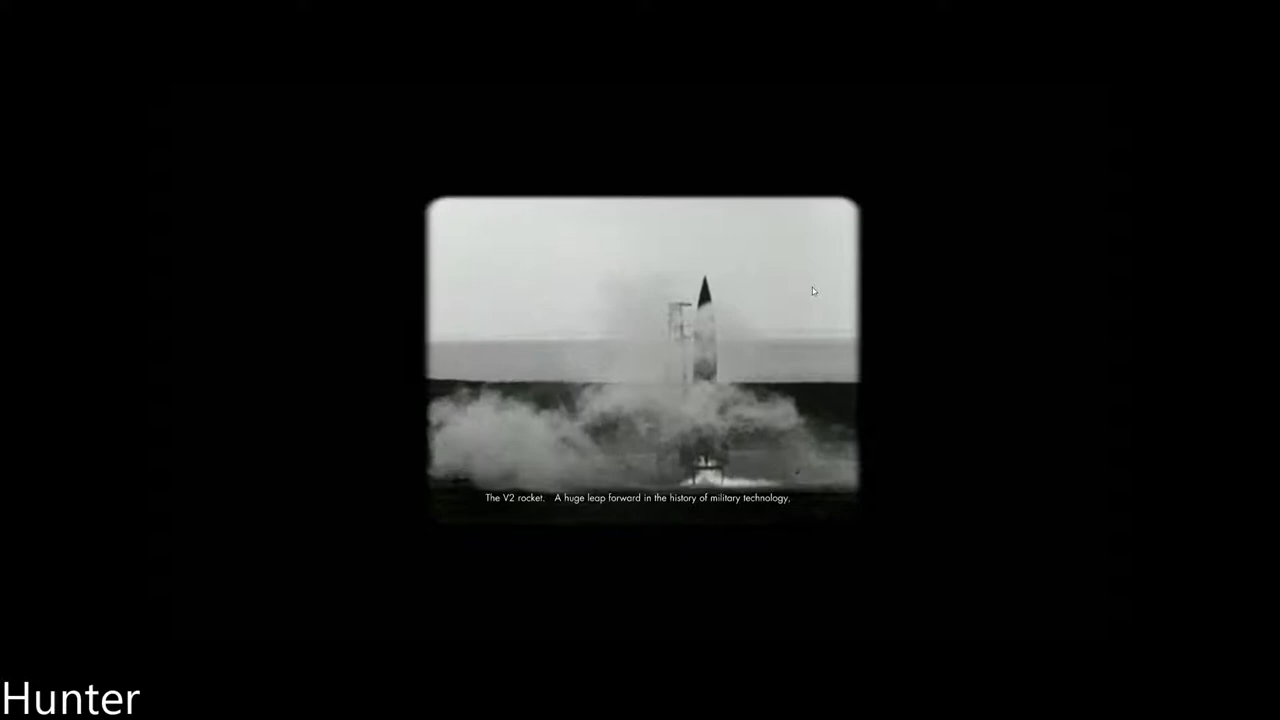 The V2 rocket. A huge leap forward in the history of military technology,
Hunter